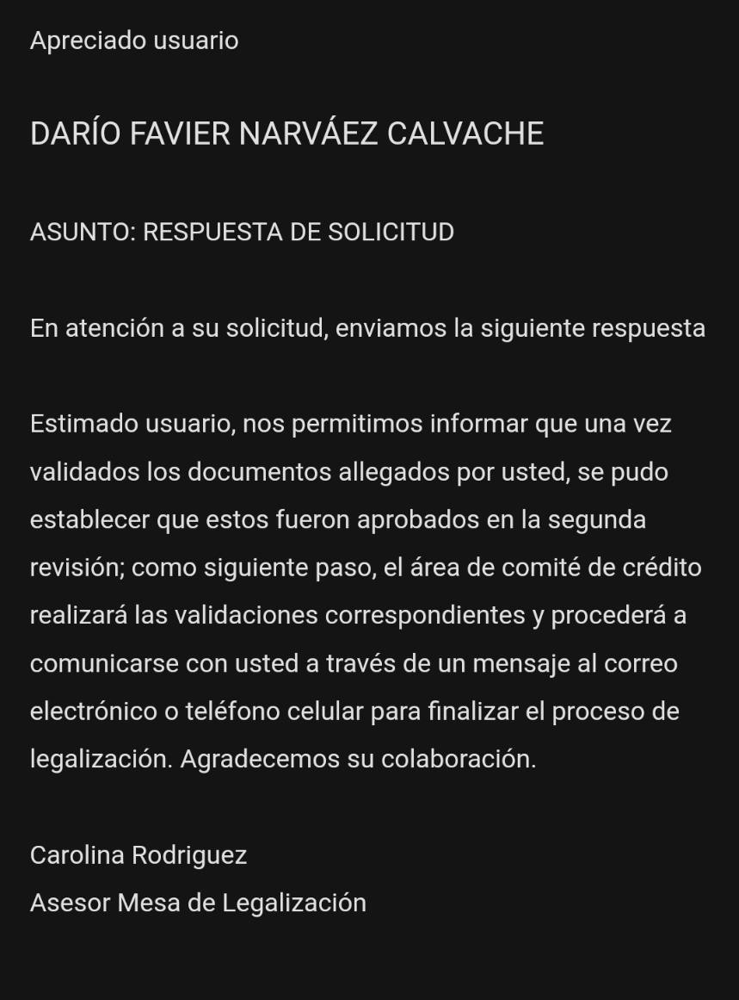 Apreciado usuario
DARÍO FAVIER NARVÁEZ CALVACHE
ASUNTO: RESPUESTA DE SOLICITUD
En atención a su solicitud, enviamos la siguiente respuesta
Estimado usuario, nos permitimos informar que una vez
validados los documentos allegados por usted, se pudo
establecer que estos fueron aprobados en la segunda
revisión; como siguiente paso, el área de comité de crédito
realizará las validaciones correspondientes y procederá a
comunicarse con usted a través de un mensaje al correo
electrónico o teléfono celular para finalizar el proceso de
legalización. Agradecemos su colaboración.
Carolina Rodriguez
Asesor Mesa de Legalización